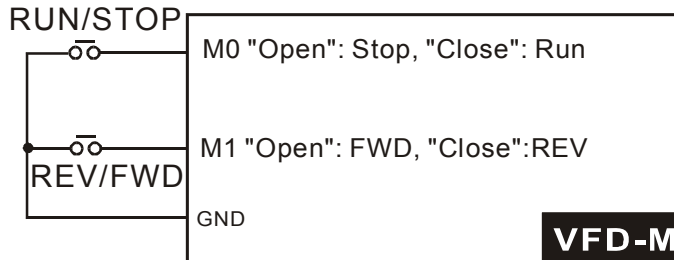 RUN/STOP
M0 "Open": Stop, "Close": Run
M1 "Open": FWD, "Close":REV
REV/FWD
GND
VFD-M